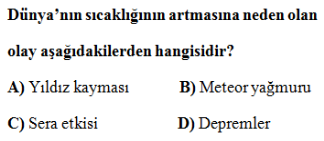 Dünya'nın sıcaklığının artmasına neden olan
olay aşağıdakilerden hangisidir?
A) Yıldız kayması B) Meteor yağmuru
C) Sera etkisi D) Depremler